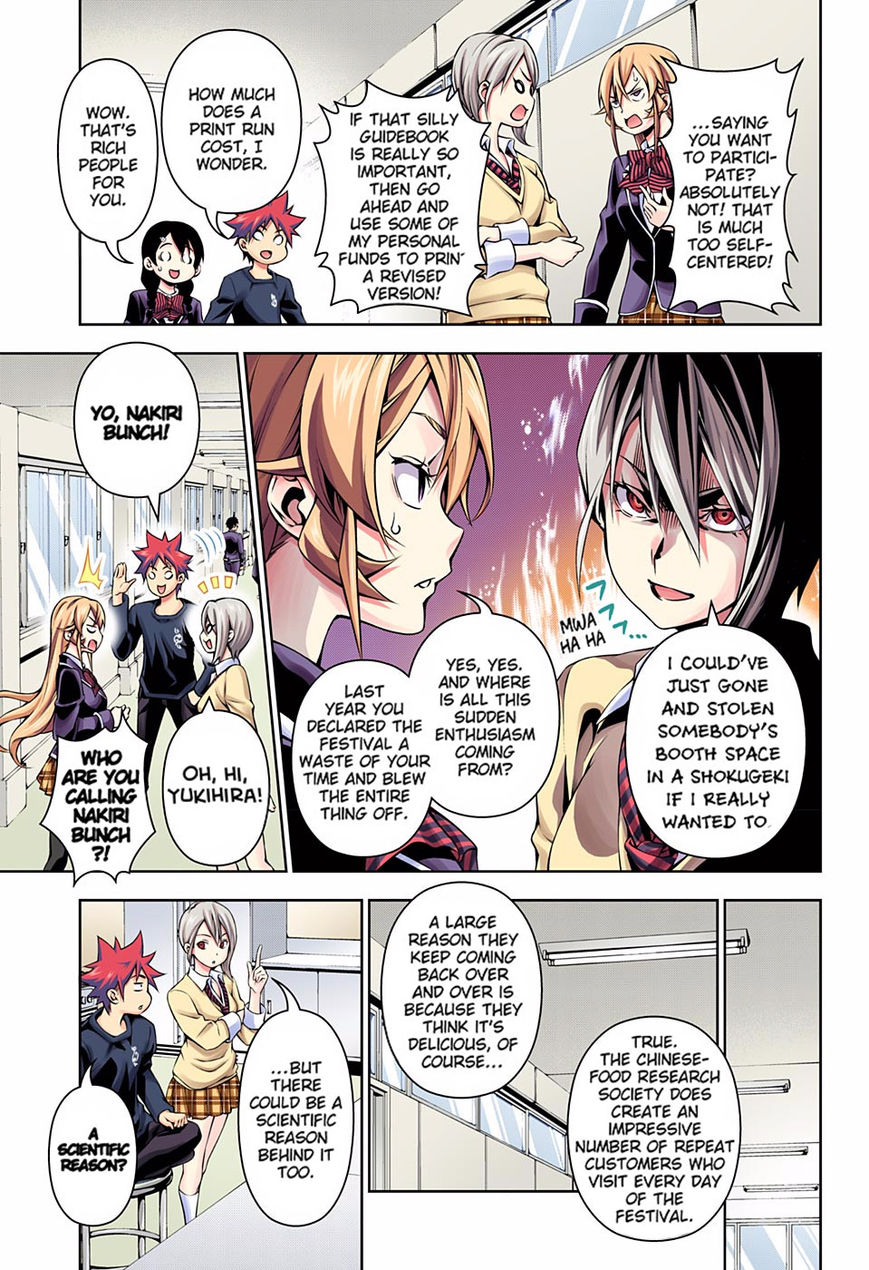 ...SAYING
YOU WANT
TO PARTICI-
PATE?
ABSOLUTELY
NOT! THAT
IS MUCH
TOO SELF-
CENTERED!
IF THAT SILLY
GUIDEBOOK
IS REALLY SO
IMPORTANT,
THEN GO
AHEAD AND
USE SOME OF
MY PERSONAL
FUNDS TO PRINT
A REVISED
VERSION!
HOW MUCH
DOES A
PRINT RUN
COST, I
WONDER.
WOW.
THAT'S
RICH
PEOPLE
FOR YOU.
I COULD'VE
JUST GONE
AND STOLEN
SOMEBODY'S
BOOTH SPACE
IN A SHOKUGEKI
IF I REALLY
WANTED TO.
MWA
HA HA
YES, YES.
AND WHERE
IS ALL THIS
SUDDEN
ENTHUSIASM
COMING
FROM?
LAST
YEAR YOU
DECLARED THE
FESTIVAL A
WASTE OF YOUR
TIME AND BLEW
THE ENTIRE
THING OFF.
YO, NAKIRI
BUNCH!
OH, HI,
YUKIHIRA!
WHO
ARE YOU
CALLING
NAKIRI
BUNCH
?!
TRUE.
THE CHINESE-
FOOD RESEARCH
SOCIETY DOES
CREATE AN
IMPRESSIVE
NUMBER OF REPEAT
CUSTOMERS WHO
VISIT EVERY DAY
OF THE
FESTIVAL.
A LARGE
REASON THEY
KEEP COMING
BACK OVER
AND OVER IS
BECAUSE THEY
THINK IT'S
DELICIOUS, OF
COURSE...
...BUT
THERE
COULD BE A
SCIENTIFIC
REASON
BEHIND IT
TOO.
A
SCIENTIFIC
REASON?